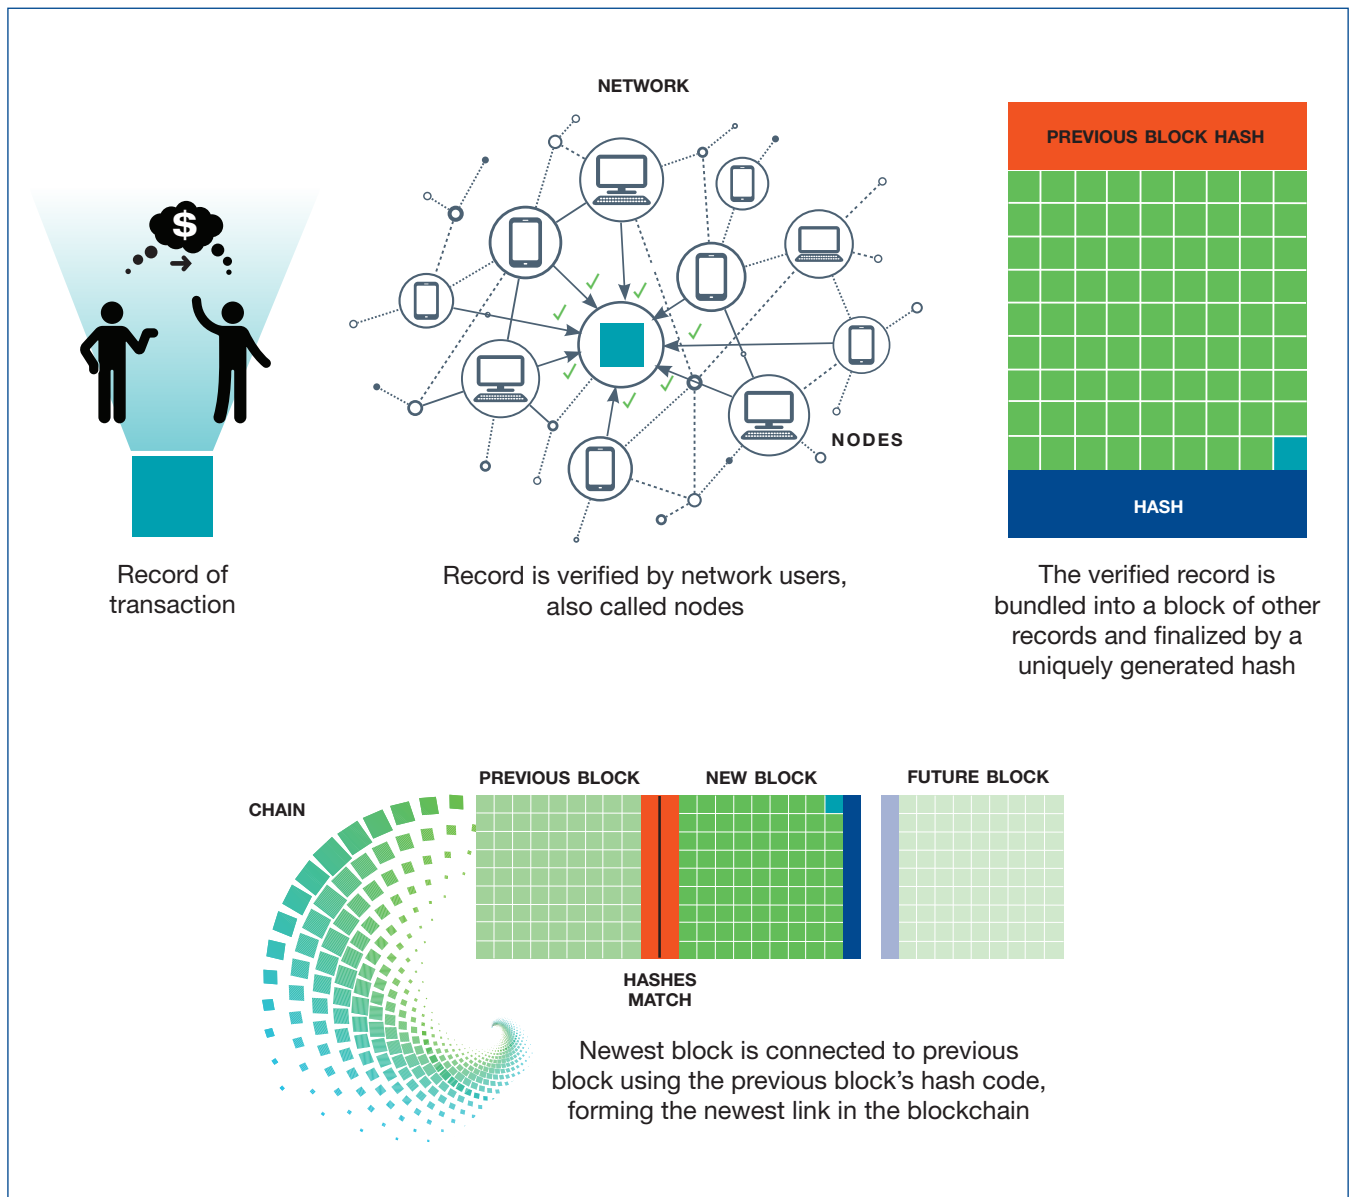 NETWORK
PREVIOUS BLOCK HASH
$
NODES
HASH
Record of
transaction
Record is verified by network users,
also called nodes
The verified record is
bundled into a block of other
records and finalized by a
uniquely generated hash
CHAIN
PREVIOUS BLOCK
NEW BLOCK
FUTURE BLOCK
HASHES
MATCH
Newest block is connected to previous
block using the previous block’s hash code,
forming the newest link in the blockchain